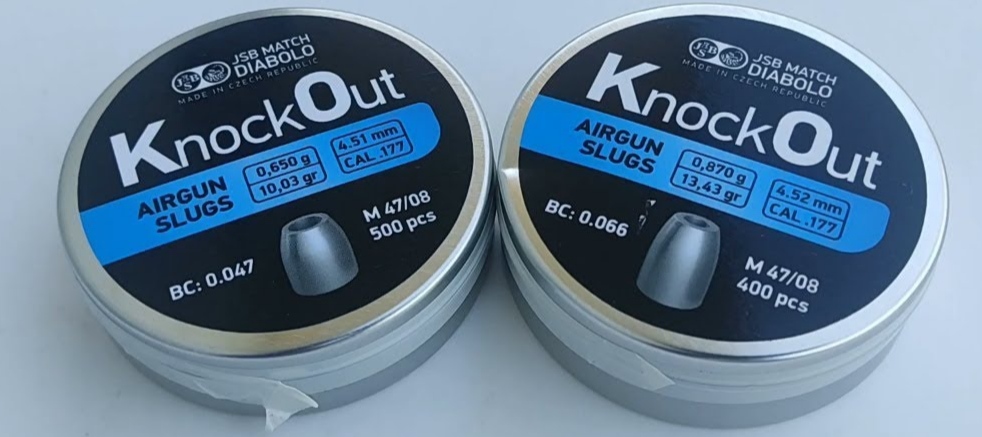 JSB
JSB MATCH
DIABOLO
MADE IN CZECH REPUBLIC
KnockOut
AIRGUN
SLUGS
0,650 g
10,03 gr
4.51 mm
CAL .177
M 47/08
500 pcs
BC: 0.047
JSB
JSB MATCH
DIABOLO
MADE IN CZECH REPUBLIC
KnockOut
AIRGUN
SLUGS
0,870 g
13,43 gr
4.52 mm
CAL .177
BC: 0.066
M 47/08
400 pcs